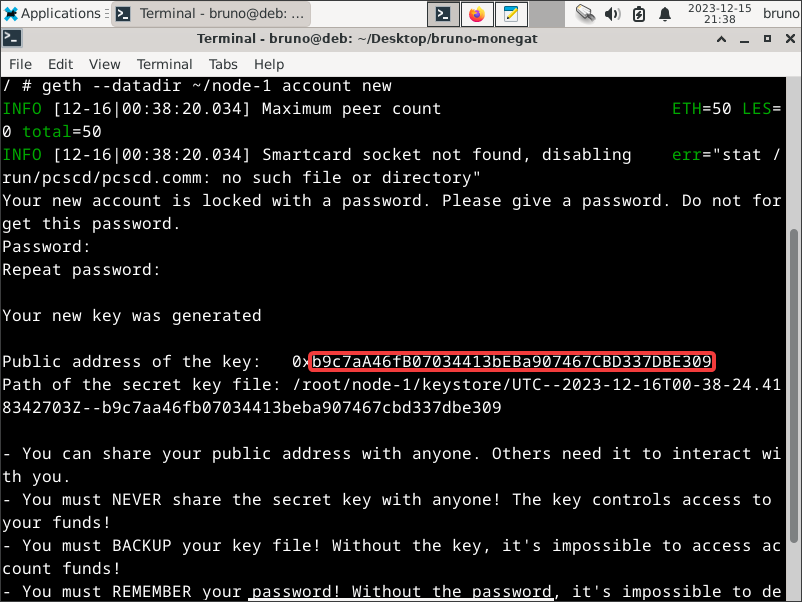 Applications
Terminal - bruno@deb: ...
2023-12-15
21:38
bruno
Terminal - bruno@deb: ~/Desktop/bruno-monegat
File Edit View Terminal Tabs Help
/ # geth --datadir ~/node-1 account new
INFO [12-16|00:38:20.034] Maximum peer count ETH=50 LES=
0 total=50
INFO [12-16|00:38:20.034] Smartcard socket not found, disabling err="stat /
run/pcscd/pcscd.comm: no such file or directory"
Your new account is locked with a password. Please give a password. Do not for
get this password.
Password:
Repeat password:
Your new key was generated
Public address of the key: 0xb9c7aA46fB07034413bEBa907467CBD337DBE309
Path of the secret key file: /root/node-1/keystore/UTC--2023-12-16T00-38-24.41
8342703Z--b9c7aa46fb07034413beba907467cbd337dbe309
- You can share your public address with anyone. Others need it to interact wi
th you.
- You must NEVER share the secret key with anyone! The key controls access to
your funds!
- You must BACKUP your key file! Without the key, it's impossible to access ac
count funds!
- You must REMEMBER your password! Without the password, it's impossible to de